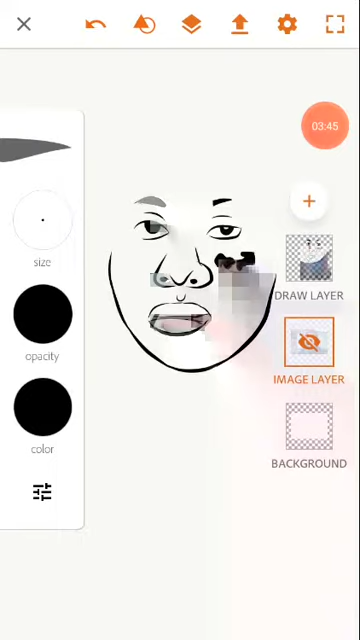 03:45
size
opacity
color
DRAW LAYER
IMAGE LAYER
BACKGROUND